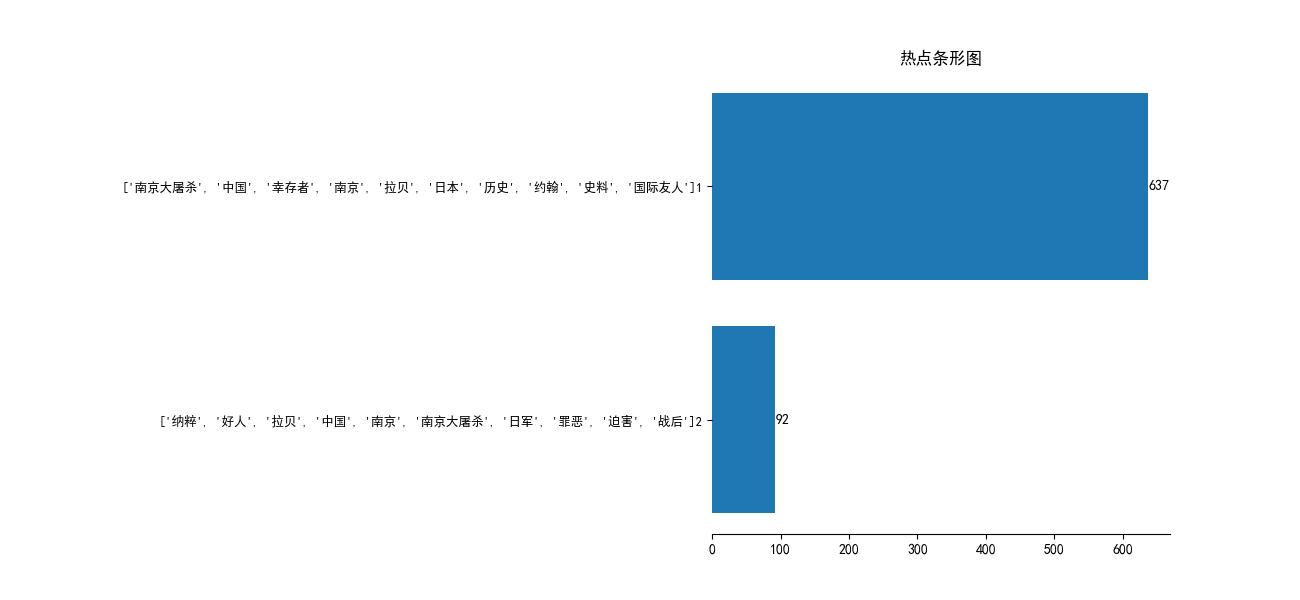 热点条形图
['南京大屠杀', '中国', '幸存者', '南京', '拉贝', '日本', '历史', '约翰', '史料', '国际友人']1
637
['纳粹', '好人', '拉贝', '中国', '南京', '南京大屠杀', '日军', '罪恶', '迫害', '战后']2
92
0 100 200 300 400 500 600